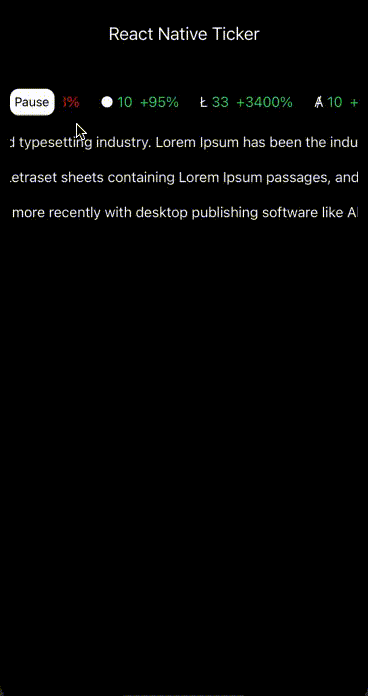 React Native Ticker
Pause 3% 10 +95% Ł 33 +3400% Ⱥ 10 +
d typesetting industry. Lorem Ipsum has been the indu
etraset sheets containing Lorem Ipsum passages, and
more recently with desktop publishing software like Al